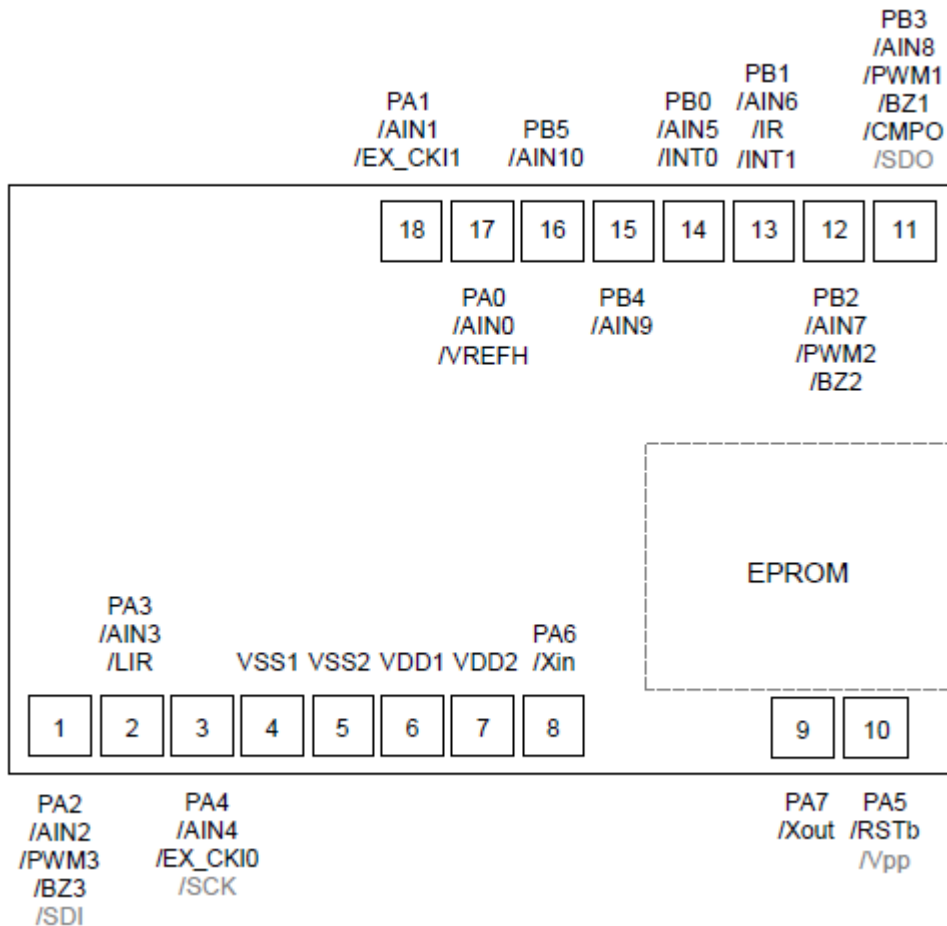 PA1
/AIN1
/EX_CKI1
PB5
/AIN10
PB0
/AIN5
/INT0
PB1
/AIN6
/IR
/INT1
PB3
/AIN8
/PWM1
/BZ1
/CMPO
/SDO
18 17 16 15 14 13 12 11
PA0
/AIN0
/VREFH
PB4
/AIN9
PB2
/AIN7
/PWM2
/BZ2
EPROM
PA3
/AIN3
/LIR
VSS1 VSS2 VDD1 VDD2
PA6
/Xin
1 2 3 4 5 6 7 8 9 10
PA2
/AIN2
/PWM3
/BZ3
/SDI
PA4
/AIN4
/EX_CKI0
/SCK
PA7
/Xout
PA5
/RSTb
/Vpp